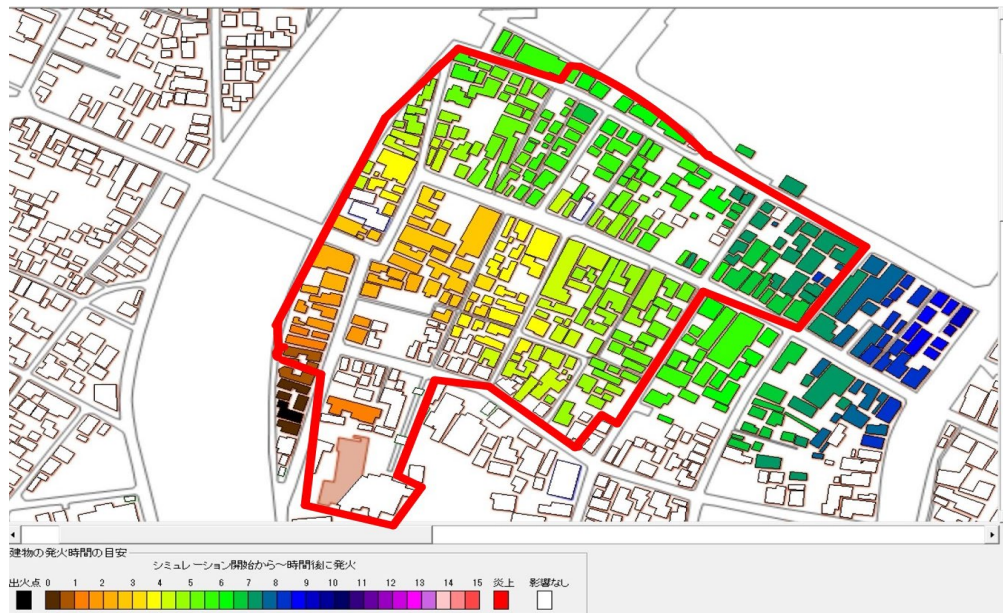 建物の発火時間の目安
シミュレーション開始から～時間後に発火
出火点 0 1 2 3 4 5 6 7 8 9 10 11 12 13 14 15 炎上 影響なし